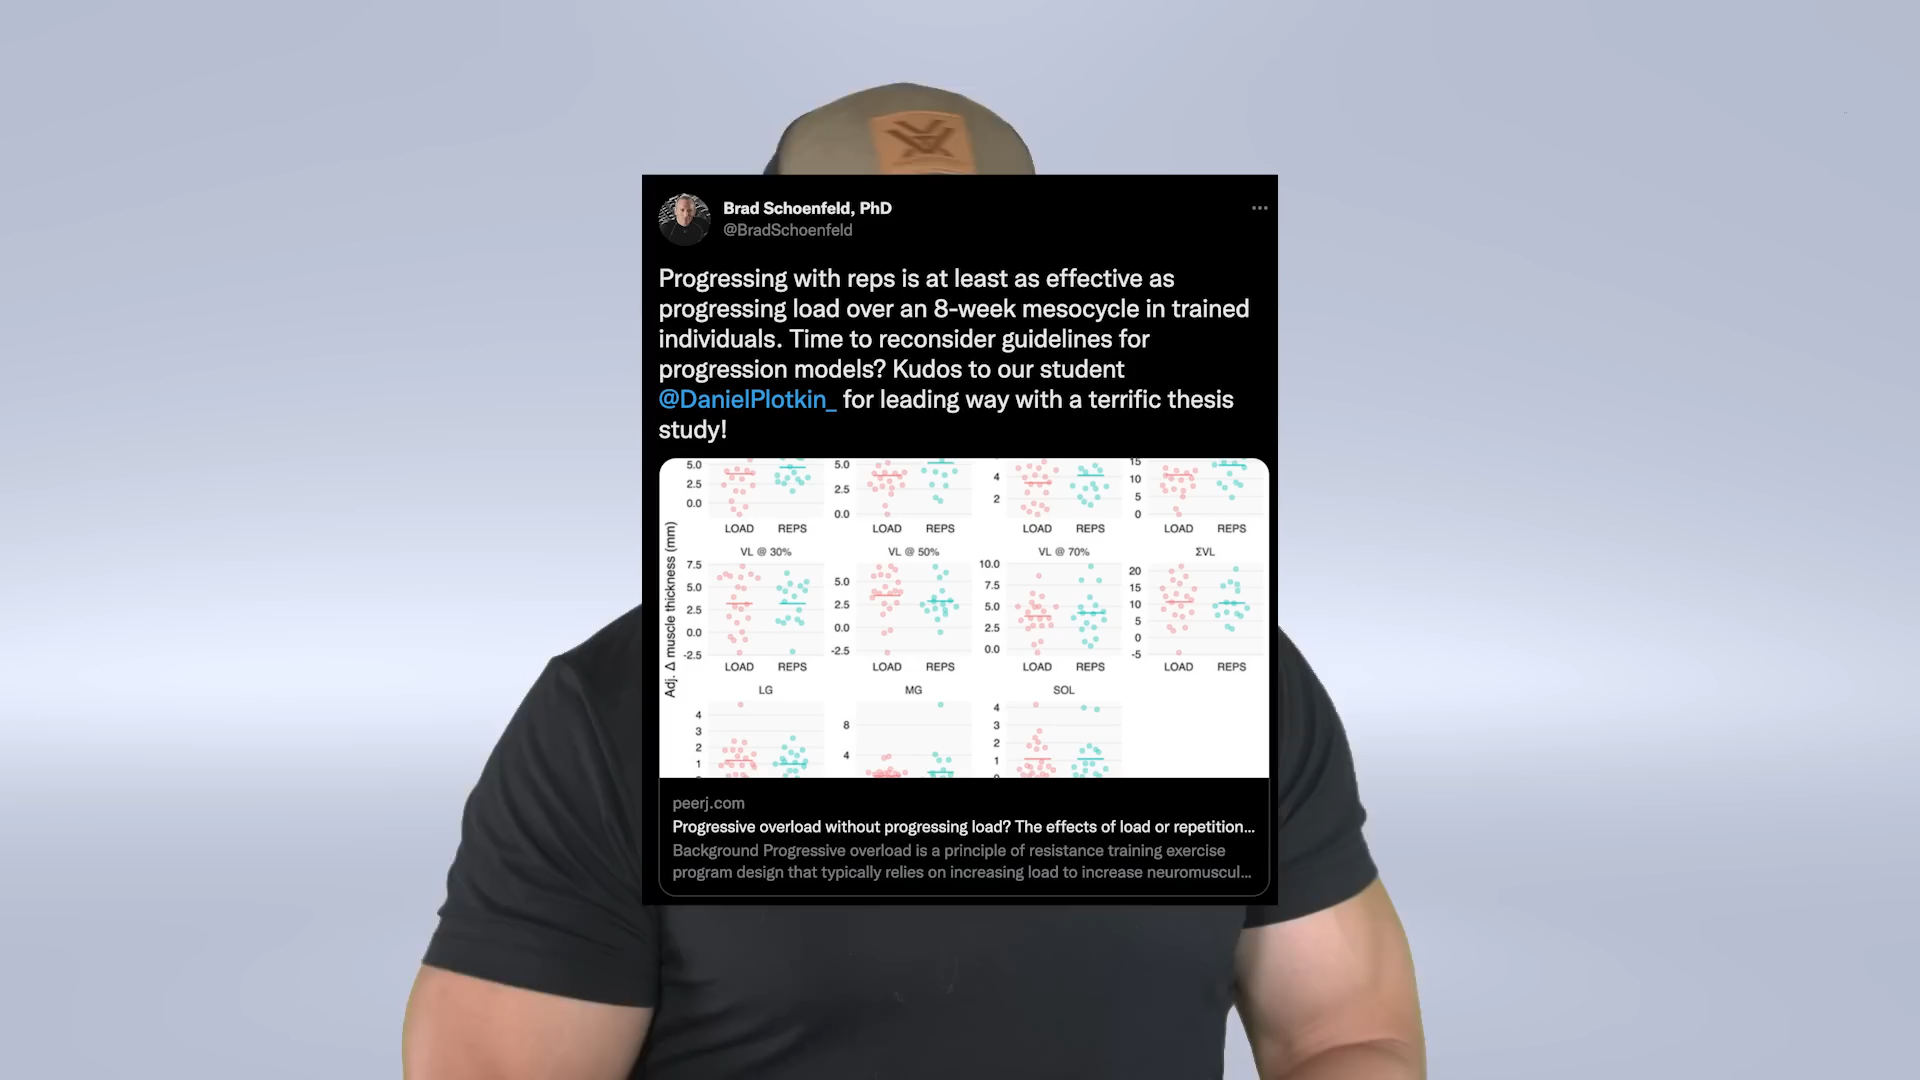 Brad Schoenfeld, PhD
@BradSchoenfeld
Progressing with reps is at least as effective as
progressing load over an 8-week mesocycle in trained
individuals. Time to reconsider guidelines for
progression models? Kudos to our student
@DanielPlotkin_ for leading way with a terrific thesis
study!
Adj. Δ muscle thickness (mm)
5.0 5.0 4 15
2.5 2.5 2 10
0.0 0.0 5
0
LOAD REPS LOAD REPS LOAD REPS LOAD REPS
VL @ 30% VL @ 50% VL @ 70% ΣVL
7.5 5.0 10.0 20
5.0 2.5 7.5 15
2.5 0.0 5.0 10
0.0 -2.5 2.5 5
-2.5 0.0 0
-5
LOAD REPS LOAD REPS LOAD REPS LOAD REPS
LG MG SOL
4 8 4
3 4 3
2 2
1 1
peerj.com
Progressive overload without progressing load? The effects of load or repetition...
Background Progressive overload is a principle of resistance training exercise
program design that typically relies on increasing load to increase neuromuscul...